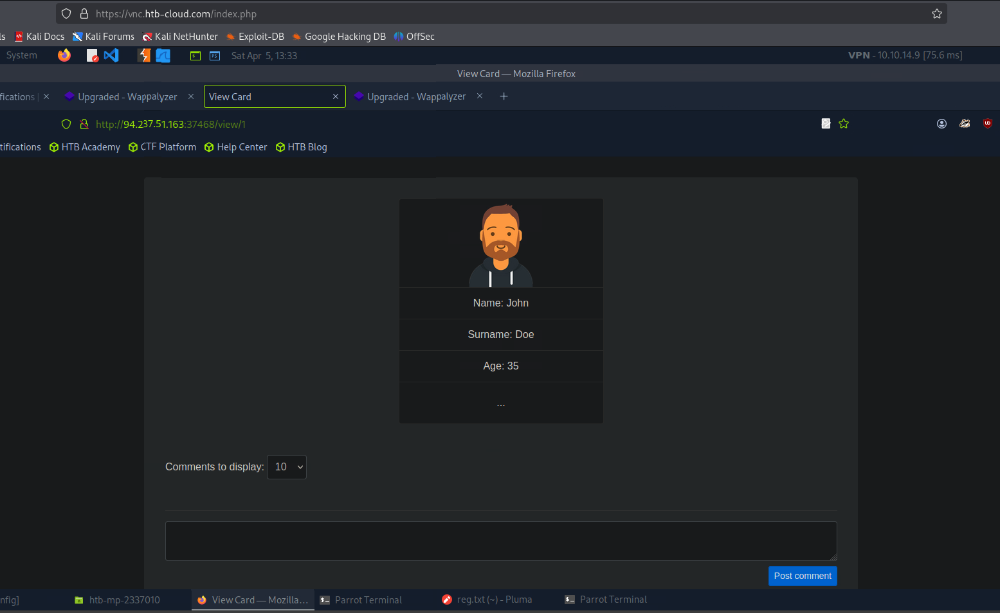 https://vnc.htb-cloud.com/index.php
ls Kali Docs Kali Forums Kali NetHunter Exploit-DB Google Hacking DB OffSec
System Sat Apr 5, 13:33 VPN - 10.10.14.9 [75.6 ms]
View Card — Mozilla Firefox
fications | Upgraded - Wappalyzer View Card Upgraded - Wappalyzer
http://94.237.51.163:37468/view/1
tifications HTB Academy CTF Platform Help Center HTB Blog
Name: John
Surname: Doe
Age: 35
...
Comments to display: 10
Post comment
nfig] htb-mp-2337010 View Card — Mozilla... Parrot Terminal reg.txt (~) - Pluma Parrot Terminal